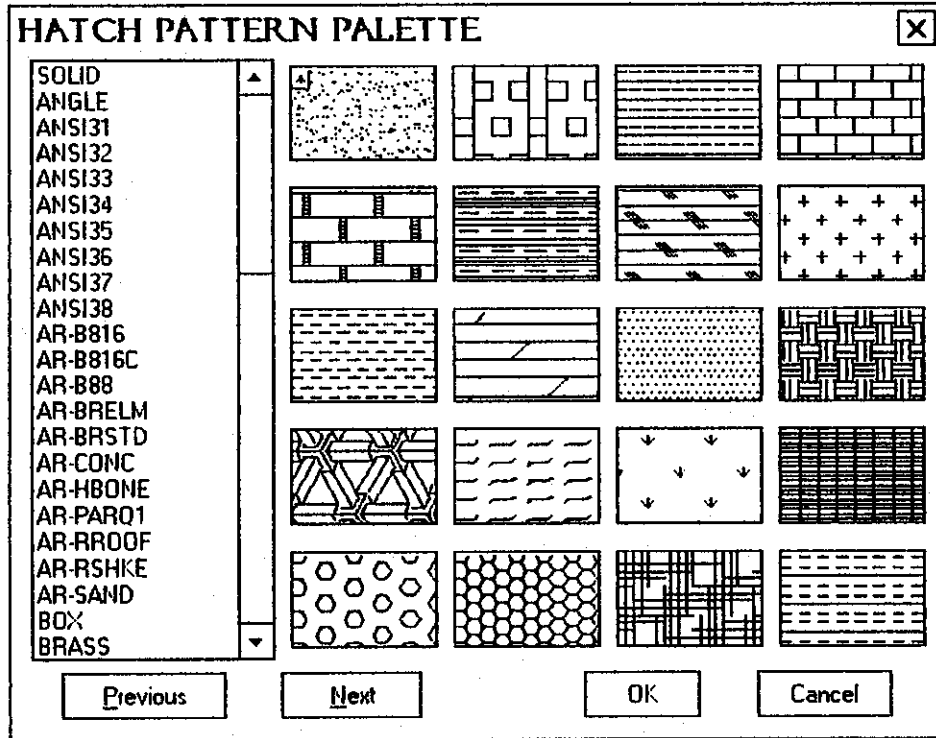 HATCH PATTERN PALETTE
SOLID
ANGLE
ANSI31
ANSI32
ANSI33
ANSI34
ANSI35
ANSI36
ANSI37
ANSI38
AR-B816
AR-B816C
AR-B88
AR-BRELM
AR-BRSTD
AR-CONC
AR-HBONE
AR-PARQ1
AR-RROOF
AR-RSHKE
AR-SAND
BOX
BRASS
Previous Next OK Cancel